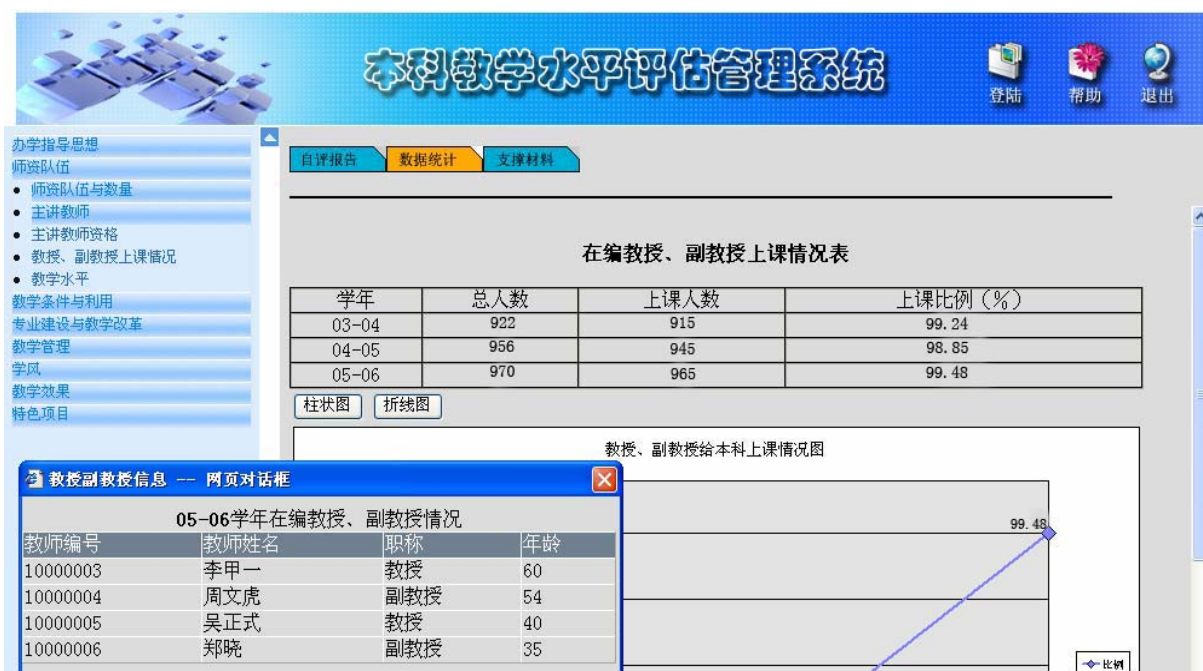 本科教学水平评估管理系统
登陆 帮助 退出
办学指导思想
师资队伍
师资队伍与数量
主讲教师
主讲教师资格
教授、副教授上课情况
教学水平
教学条件与利用
专业建设与教学改革
教学管理
学风
教学效果
特色项目
自评报告 数据统计 支撑材料
在编教授、副教授上课情况表
学年 总人数 上课人数 上课比例（%）
03-04 922 915 99.24
04-05 956 945 98.85
05-06 970 965 99.48
柱状图 折线图
教授、副教授给本科上课情况图
99.48
比例
教授副教授信息 -- 网页对话框
05-06学年在编教授、副教授情况
教师编号 教师姓名 职称 年龄
10000003 李甲一 教授 60
10000004 周文虎 副教授 54
10000005 吴正式 教授 40
10000006 郑晓 副教授 35